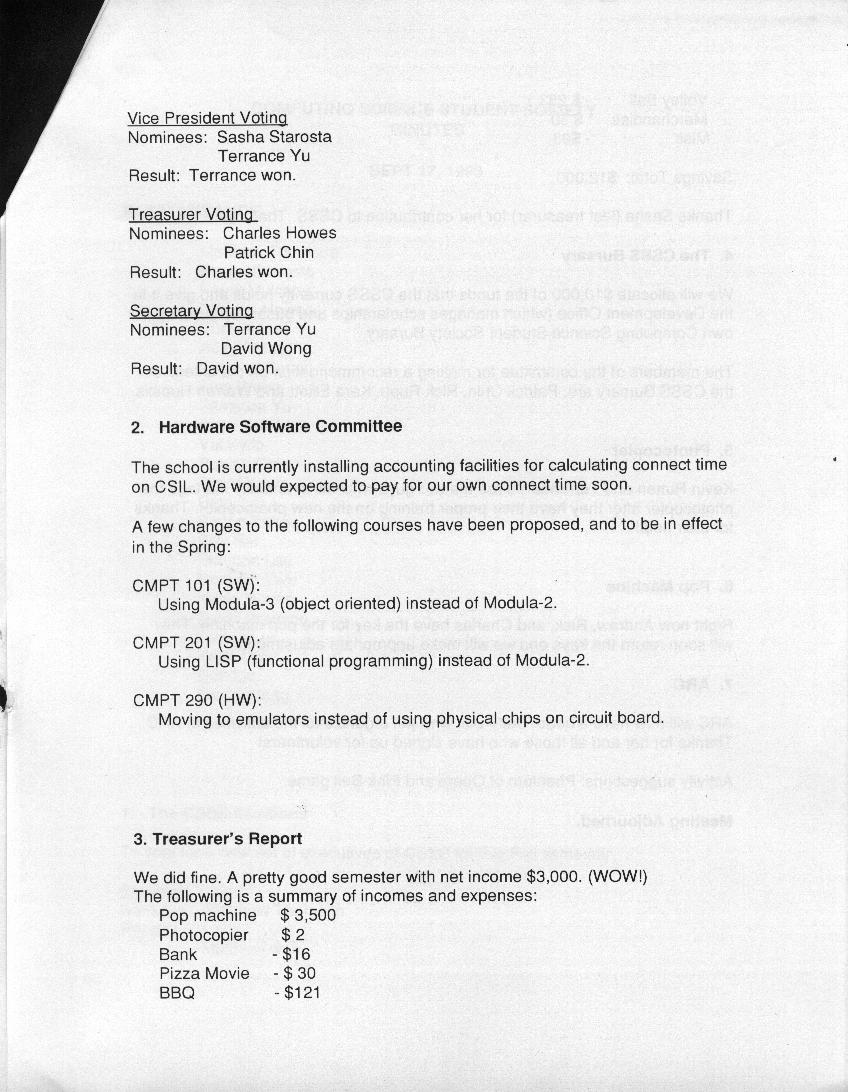 Vice President Voting
Nominees: Sasha Starosta
Terrance Yu
Result: Terrance won.
Treasurer Voting
Nominees: Charles Howes
Patrick Chin
Result: Charles won.
Secretary Voting
Nominees: Terrance Yu
David Wong
Result: David won.
2. Hardware Software Committee
The school is currently installing accounting facilities for calculating connect time
on CSIL. We would expected to pay for our own connect time soon.
A few changes to the following courses have been proposed, and to be in effect
in the Spring:
CMPT 101 (SW):
Using Modula-3 (object oriented) instead of Modula-2.
CMPT 201 (SW):
Using LISP (functional programming) instead of Modula-2.
CMPT 290 (HW):
Moving to emulators instead of using physical chips on circuit board.
3. Treasurer's Report
We did fine. A pretty good semester with net income $3,000. (WOW!)
The following is a summary of incomes and expenses:
Pop machine $ 3,500
Photocopier $ 2
Bank - $16
Pizza Movie - $ 30
BBQ - $121